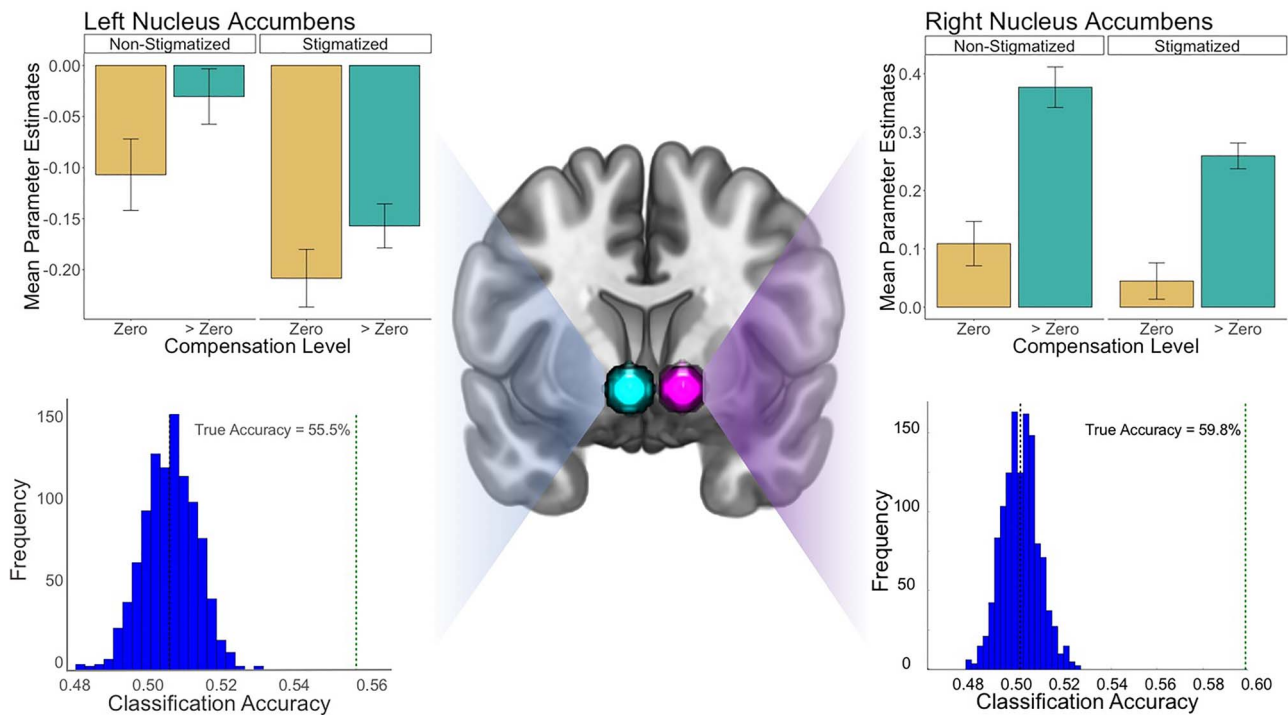 Left Nucleus Accumbens
Non-Stigmatized Stigmatized
Mean Parameter Estimates
0.00
-0.05
-0.10
-0.15
-0.20
Zero > Zero Zero > Zero
Compensation Level
Right Nucleus Accumbens
Non-Stigmatized Stigmatized
Mean Parameter Estimates
0.4
0.3
0.2
0.1
0.0
Zero > Zero Zero > Zero
Compensation Level
True Accuracy = 55.5%
Frequency
150
100
50
0
0.48 0.50 0.52 0.54 0.56
Classification Accuracy
True Accuracy = 59.8%
Frequency
150
100
50
0
0.48 0.50 0.52 0.54 0.56 0.58 0.60
Classification Accuracy